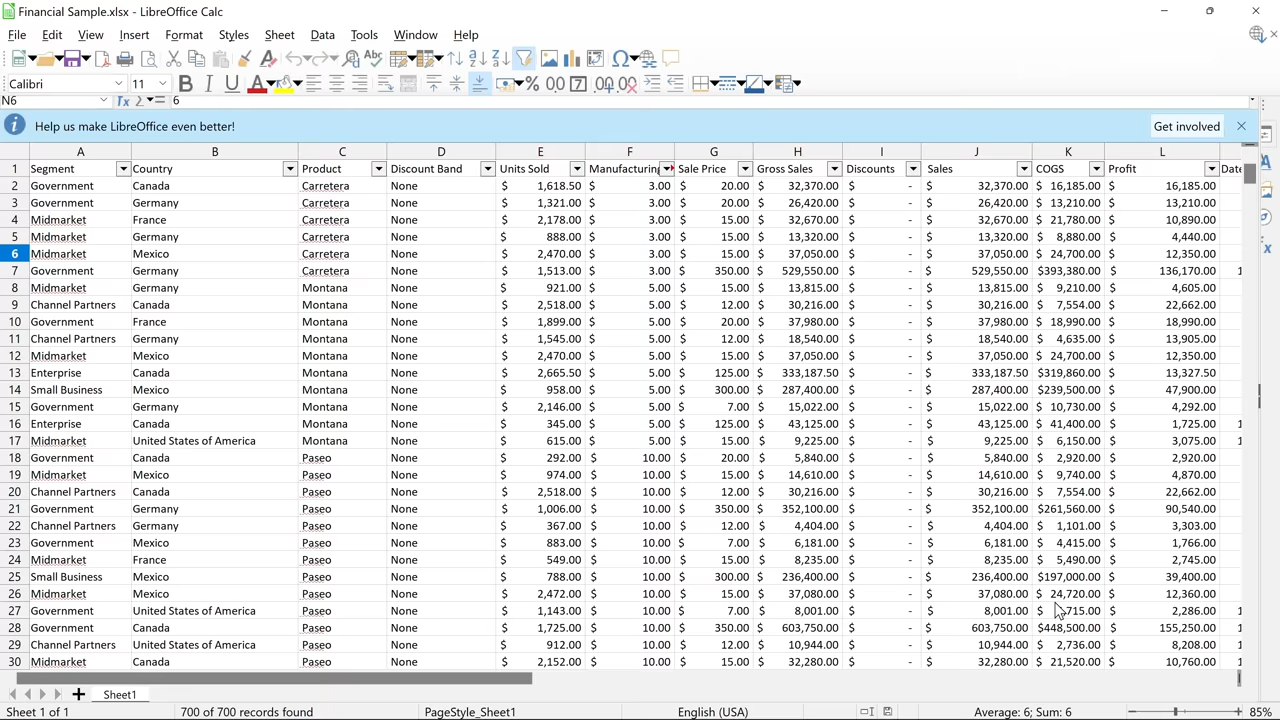 Financial Sample.xlsx - LibreOffice Calc
File Edit View Insert Format Styles Sheet Data Tools Window Help
Calibri 11
N6 6
Help us make LibreOffice even better! Get involved
A B C D E F G H I J K L
1 Segment Country Product Discount Band Units Sold Manufacturing Sale Price Gross Sales Discounts Sales COGS Profit Date
2 Government Canada Carretera None $ 1,618.50 $ 3.00 $ 20.00 $ 32,370.00 $ - $ 32,370.00 $ 16,185.00 $ 16,185.00
3 Government Germany Carretera None $ 1,321.00 $ 3.00 $ 20.00 $ 26,420.00 $ - $ 26,420.00 $ 13,210.00 $ 13,210.00
4 Midmarket France Carretera None $ 2,178.00 $ 3.00 $ 15.00 $ 32,670.00 $ - $ 32,670.00 $ 21,780.00 $ 10,890.00
5 Midmarket Germany Carretera None $ 888.00 $ 3.00 $ 15.00 $ 13,320.00 $ - $ 13,320.00 $ 8,880.00 $ 4,440.00
6 Midmarket Mexico Carretera None $ 2,470.00 $ 3.00 $ 15.00 $ 37,050.00 $ - $ 37,050.00 $ 24,700.00 $ 12,350.00
7 Government Germany Carretera None $ 1,513.00 $ 3.00 $ 350.00 $ 529,550.00 $ - $ 529,550.00 $393,380.00 $ 136,170.00 1
8 Midmarket Germany Montana None $ 921.00 $ 5.00 $ 15.00 $ 13,815.00 $ - $ 13,815.00 $ 9,210.00 $ 4,605.00
9 Channel Partners Canada Montana None $ 2,518.00 $ 5.00 $ 12.00 $ 30,216.00 $ - $ 30,216.00 $ 7,554.00 $ 22,662.00
10 Government France Montana None $ 1,899.00 $ 5.00 $ 20.00 $ 37,980.00 $ - $ 37,980.00 $ 18,990.00 $ 18,990.00
11 Channel Partners Germany Montana None $ 1,545.00 $ 5.00 $ 12.00 $ 18,540.00 $ - $ 18,540.00 $ 4,635.00 $ 13,905.00
12 Midmarket Mexico Montana None $ 2,470.00 $ 5.00 $ 15.00 $ 37,050.00 $ - $ 37,050.00 $ 24,700.00 $ 12,350.00
13 Enterprise Canada Montana None $ 2,665.50 $ 5.00 $ 125.00 $ 333,187.50 $ - $ 333,187.50 $319,860.00 $ 13,327.50
14 Small Business Mexico Montana None $ 958.00 $ 5.00 $ 300.00 $ 287,400.00 $ - $ 287,400.00 $239,500.00 $ 47,900.00
15 Government Germany Montana None $ 2,146.00 $ 5.00 $ 7.00 $ 15,022.00 $ - $ 15,022.00 $ 10,730.00 $ 4,292.00
16 Enterprise Canada Montana None $ 345.00 $ 5.00 $ 125.00 $ 43,125.00 $ - $ 43,125.00 $ 41,400.00 $ 1,725.00 1
17 Midmarket United States of America Montana None $ 615.00 $ 5.00 $ 15.00 $ 9,225.00 $ - $ 9,225.00 $ 6,150.00 $ 3,075.00 1
18 Government Canada Paseo None $ 292.00 $ 10.00 $ 20.00 $ 5,840.00 $ - $ 5,840.00 $ 2,920.00 $ 2,920.00
19 Midmarket Mexico Paseo None $ 974.00 $ 10.00 $ 15.00 $ 14,610.00 $ - $ 14,610.00 $ 9,740.00 $ 4,870.00
20 Channel Partners Canada Paseo None $ 2,518.00 $ 10.00 $ 12.00 $ 30,216.00 $ - $ 30,216.00 $ 7,554.00 $ 22,662.00
21 Government Germany Paseo None $ 1,006.00 $ 10.00 $ 350.00 $ 352,100.00 $ - $ 352,100.00 $261,560.00 $ 90,540.00
22 Channel Partners Germany Paseo None $ 367.00 $ 10.00 $ 12.00 $ 4,404.00 $ - $ 4,404.00 $ 1,101.00 $ 3,303.00
23 Government Mexico Paseo None $ 883.00 $ 10.00 $ 7.00 $ 6,181.00 $ - $ 6,181.00 $ 4,415.00 $ 1,766.00
24 Midmarket France Paseo None $ 549.00 $ 10.00 $ 15.00 $ 8,235.00 $ - $ 8,235.00 $ 5,490.00 $ 2,745.00
25 Small Business Mexico Paseo None $ 788.00 $ 10.00 $ 300.00 $ 236,400.00 $ - $ 236,400.00 $197,000.00 $ 39,400.00
26 Midmarket Mexico Paseo None $ 2,472.00 $ 10.00 $ 15.00 $ 37,080.00 $ - $ 37,080.00 $ 24,720.00 $ 12,360.00
27 Government United States of America Paseo None $ 1,143.00 $ 10.00 $ 7.00 $ 8,001.00 $ - $ 8,001.00 $ 715.00 $ 2,286.00 1
28 Government Canada Paseo None $ 1,725.00 $ 10.00 $ 350.00 $ 603,750.00 $ - $ 603,750.00 $448,500.00 $ 155,250.00 1
29 Channel Partners United States of America Paseo None $ 912.00 $ 10.00 $ 12.00 $ 10,944.00 $ - $ 10,944.00 $ 2,736.00 $ 8,208.00 1
30 Midmarket Canada Paseo None $ 2,152.00 $ 10.00 $ 15.00 $ 32,280.00 $ - $ 32,280.00 $ 21,520.00 $ 10,760.00 1
Sheet1
Sheet 1 of 1 700 of 700 records found PageStyle_Sheet1 English (USA) Average: 6; Sum: 6 85%